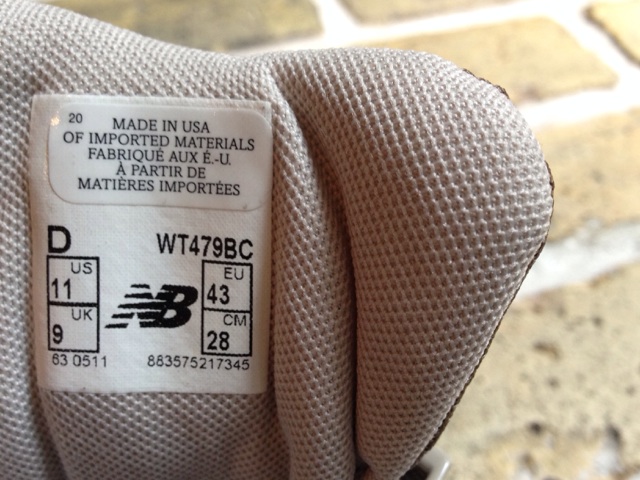 20
MADE IN USA
OF IMPORTED MATERIALS
FABRIQUÉ AUX É.-U.
À PARTIR DE
MATIÈRES IMPORTÉES
D WT479BC
US
11
UK
9
NB
EU
43
CM
28
63 0511 883575217345